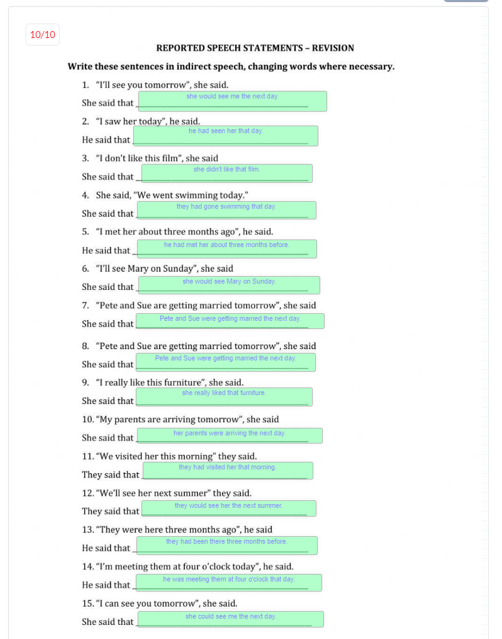 10/10
REPORTED SPEECH STATEMENTS – REVISION
Write these sentences in indirect speech, changing words where necessary.
1. "I'll see you tomorrow", she said.
She said that she would see me the next day.
2. "I saw her today", he said.
He said that he had seen her that day
3. "I don't like this film", she said
She said that she didn't like that film.
4. She said, "We went swimming today."
She said that they had gone swimming that day.
5. "I met her about three months ago", he said.
He said that he had met her about three months before.
6. "I'll see Mary on Sunday", she said
She said that she would see Mary on Sunday.
7. "Pete and Sue are getting married tomorrow", she said
She said that Pete and Sue were getting married the next day.
8. "Pete and Sue are getting married tomorrow", she said
She said that Pete and Sue were getting married the next day.
9. "I really like this furniture", she said.
She said that she really liked that furniture.
10. "My parents are arriving tomorrow", she said
She said that her parents were arriving the next day.
11. "We visited her this morning" they said.
They said that they had visited her that morning.
12. "We'll see her next summer" they said.
They said that they would see her the next summer.
13. "They were here three months ago", he said
He said that they had been there three months before.
14. "I'm meeting them at four o'clock today", he said.
He said that he was meeting them at four o'clock that day.
15. "I can see you tomorrow", she said.
She said that she could see me the next day.